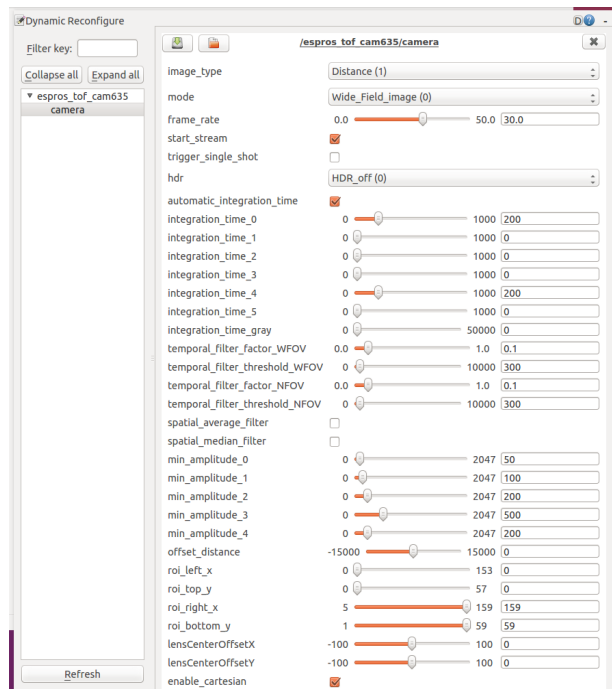 Dynamic Reconfigure
D ? -
Filter key:
Collapse all Expand all
espros_tof_cam635
camera
Refresh
/espros_tof_cam635/camera
image_type Distance (1)
mode Wide_Field_image (0)
frame_rate 0.0 50.0 30.0
start_stream
trigger_single_shot
hdr HDR_off (0)
automatic_integration_time
integration_time_0 0 1000 200
integration_time_1 0 1000 0
integration_time_2 0 1000 0
integration_time_3 0 1000 0
integration_time_4 0 1000 200
integration_time_5 0 1000 0
integration_time_gray 0 50000 0
temporal_filter_factor_WFOV 0.0 1.0 0.1
temporal_filter_threshold_WFOV 0 10000 300
temporal_filter_factor_NFOV 0.0 1.0 0.1
temporal_filter_threshold_NFOV 0 10000 300
spatial_average_filter
spatial_median_filter
min_amplitude_0 0 2047 50
min_amplitude_1 0 2047 100
min_amplitude_2 0 2047 200
min_amplitude_3 0 2047 500
min_amplitude_4 0 2047 200
offset_distance -15000 15000 0
roi_left_x 0 153 0
roi_top_y 0 57 0
roi_right_x 5 159 159
roi_bottom_y 1 59 59
lensCenterOffsetX -100 100 0
lensCenterOffsetY -100 100 0
enable_cartesian